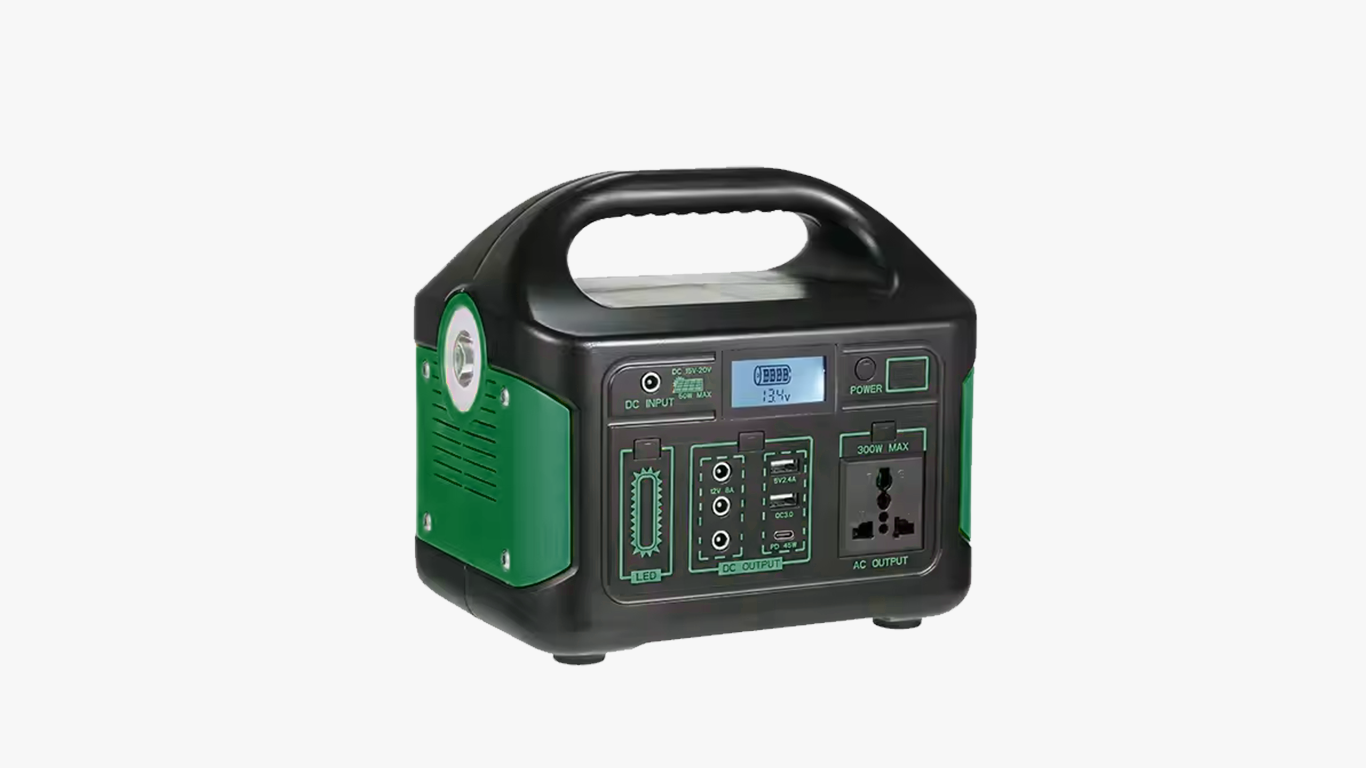 DC 15V-20V
60W MAX
DC INPUT
13.4v
POWER
300W MAX
12V 8A
5V2.4A
QC3.0
PD 45W
LED
DC OUTPUT
AC OUTPUT